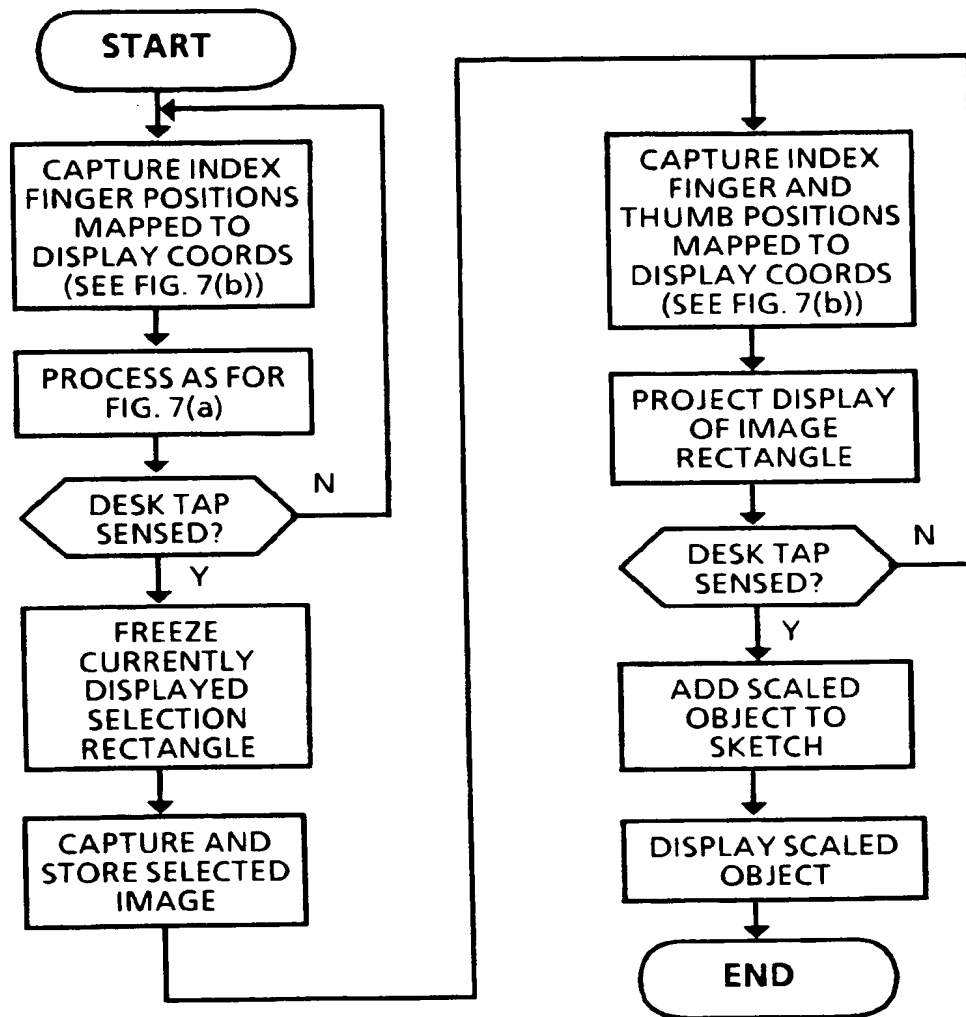 START
CAPTURE INDEX
FINGER POSITIONS
MAPPED TO
DISPLAY COORDS
(SEE FIG. 7(b))
PROCESS AS FOR
FIG. 7(a)
DESK TAP
SENSED?
N
Y
FREEZE
CURRENTLY
DISPLAYED
SELECTION
RECTANGLE
CAPTURE AND
STORE SELECTED
IMAGE
CAPTURE INDEX
FINGER AND
THUMB POSITIONS
MAPPED TO
DISPLAY COORDS
(SEE FIG. 7(b))
PROJECT DISPLAY
OF IMAGE
RECTANGLE
DESK TAP
SENSED?
N
Y
ADD SCALED
OBJECT TO
SKETCH
DISPLAY SCALED
OBJECT
END